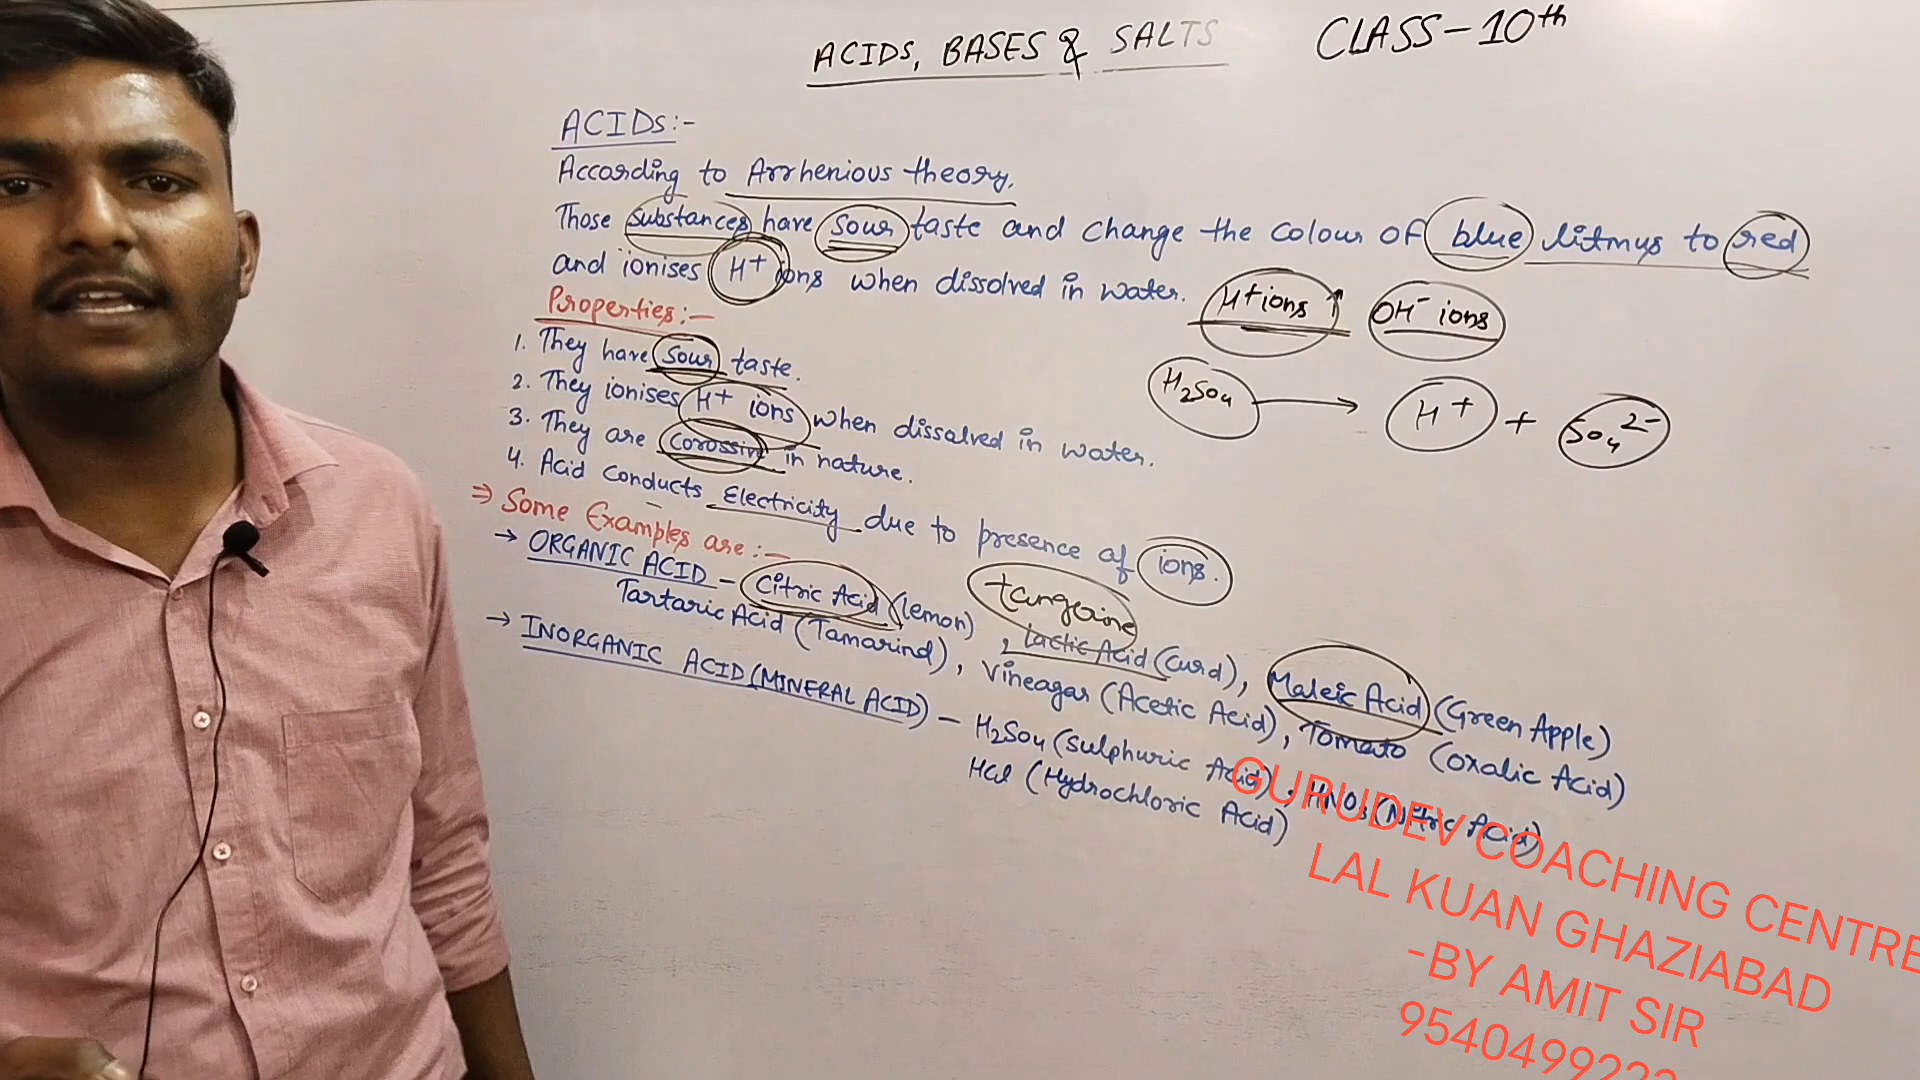 ACIDS, BASES & SALTS CLASS-10th
ACIDs:-
According to Arrhenious theory.
Those substances have sour taste and change the colour of blue litmus to red
and ionises H+ ions when dissolved in water.
H+ ions ↑ OH- ions
Properties:-
1. They have sour taste.
2. They ionises H+ ions when dissolved in water.
3. They are corossive in nature.
4. Acid conducts Electricity due to presence of ions.
H2SO4 → H+ + SO4 2-
⇒ Some Examples are:-
→ ORGANIC ACID - Citric Acid (lemon), Lactic Acid (Curd), Maleic Acid (Green Apple)
tangerine
Tartaric Acid (Tamarind), Vineagar (Acetic Acid), Tomato (Oxalic Acid)
→ INORGANIC ACID (MINERAL ACID) - H2SO4 (Sulphuric Acid), HNO3 (Nitric Acid)
HCl (Hydrochloric Acid)
GURUDEV COACHING CENTRE
LAL KUAN GHAZIABAD
-BY AMIT SIR